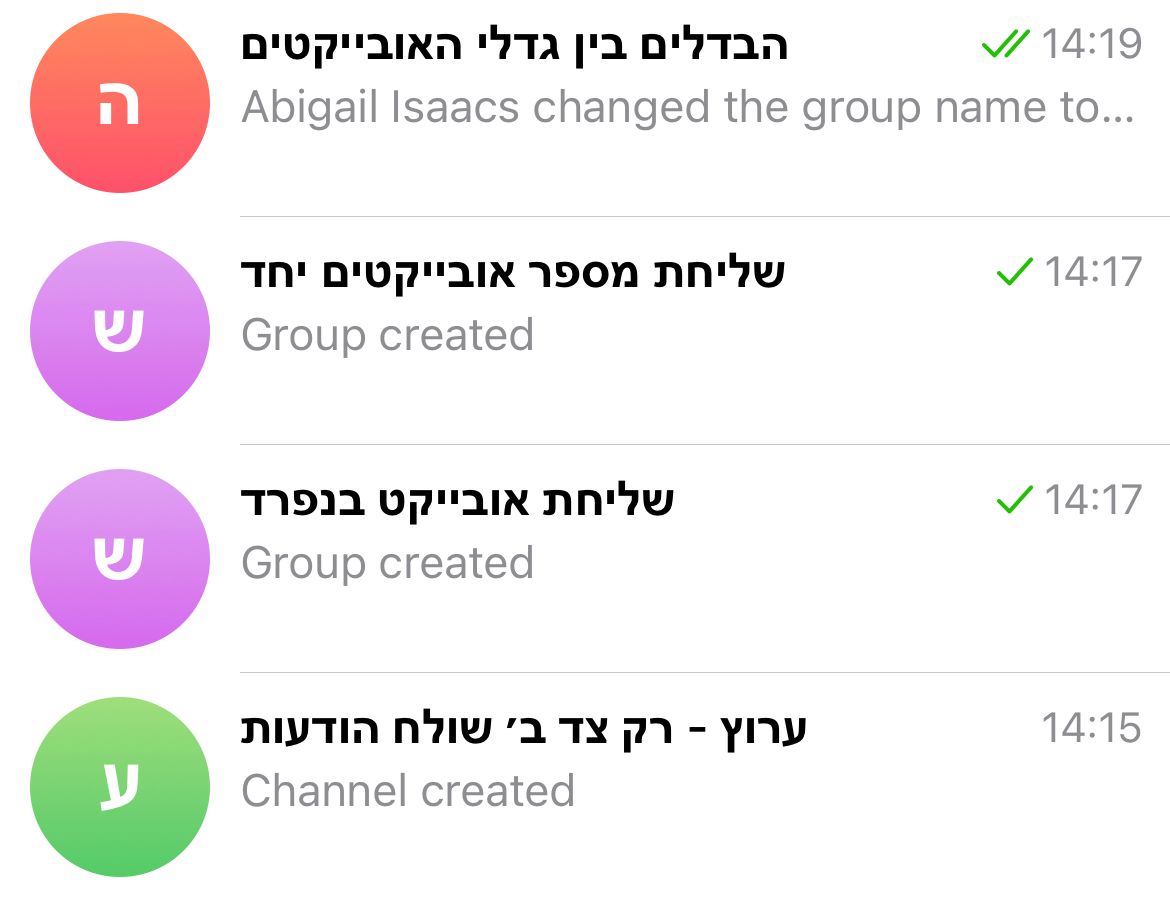 ה
הבדלים בין גדלי האובייקטים
14:19
Abigail Isaacs changed the group name to...
ש
שליחת מספר אובייקטים יחד
14:17
Group created
ש
שליחת אובייקט בנפרד
14:17
Group created
ע
ערוץ - רק צד ב׳ שולח הודעות
14:15
Channel created